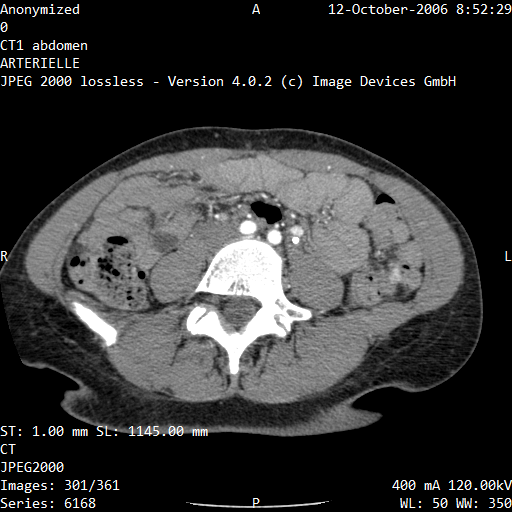 Anonymized A 12-October-2006 8:52:29
0
CT1 abdomen
ARTERIELLE
JPEG 2000 lossless - Version 4.0.2 (c) Image Devices GmbH
R L
ST: 1.00 mm SL: 1145.00 mm
CT
JPEG2000
Images: 301/361 400 mA 120.00kV
Series: 6168 P WL: 50 WW: 350